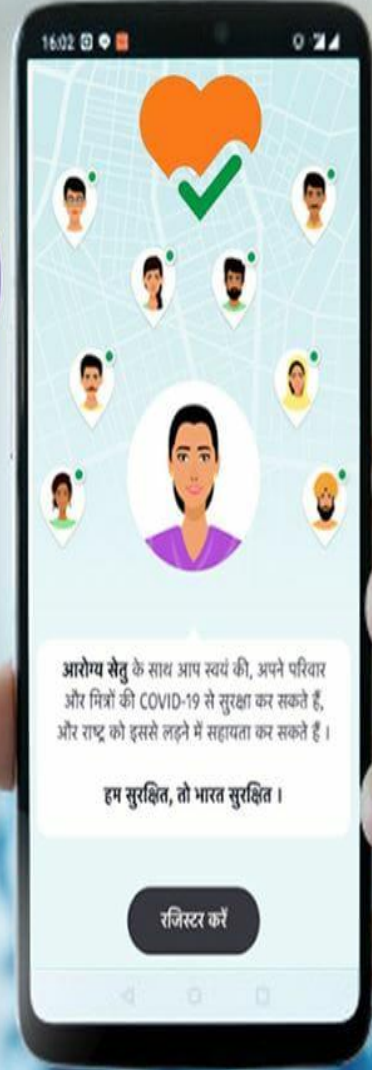 16:02
आरोग्य सेतु के साथ आप स्वयं की, अपने परिवार
और मित्रों की COVID-19 से सुरक्षा कर सकते हैं,
और राष्ट्र को इससे लड़ने में सहायता कर सकते हैं ।
हम सुरक्षित, तो भारत सुरक्षित ।
रजिस्टर करें